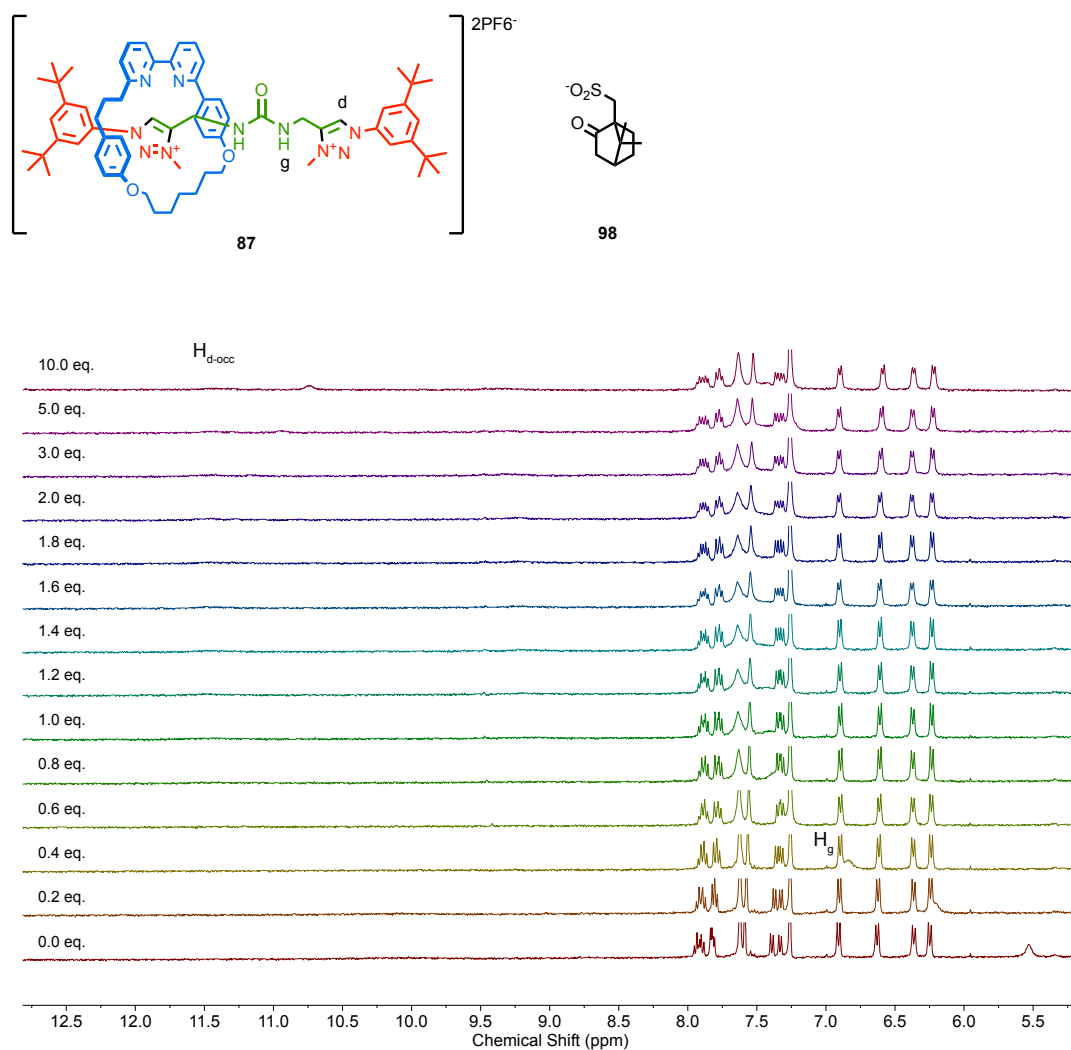 2PF6-
N N
O
N
H
N
H
g
d
N
N=N+
N
N+ N
O
O
-O2S
O
87
98
Hd-occ
10.0 eq.
5.0 eq.
3.0 eq.
2.0 eq.
1.8 eq.
1.6 eq.
1.4 eq.
1.2 eq.
1.0 eq.
0.8 eq.
0.6 eq.
Hg
0.4 eq.
0.2 eq.
0.0 eq.
12.5 12.0 11.5 11.0 10.5 10.0 9.5 9.0 8.5 8.0 7.5 7.0 6.5 6.0 5.5
Chemical Shift (ppm)